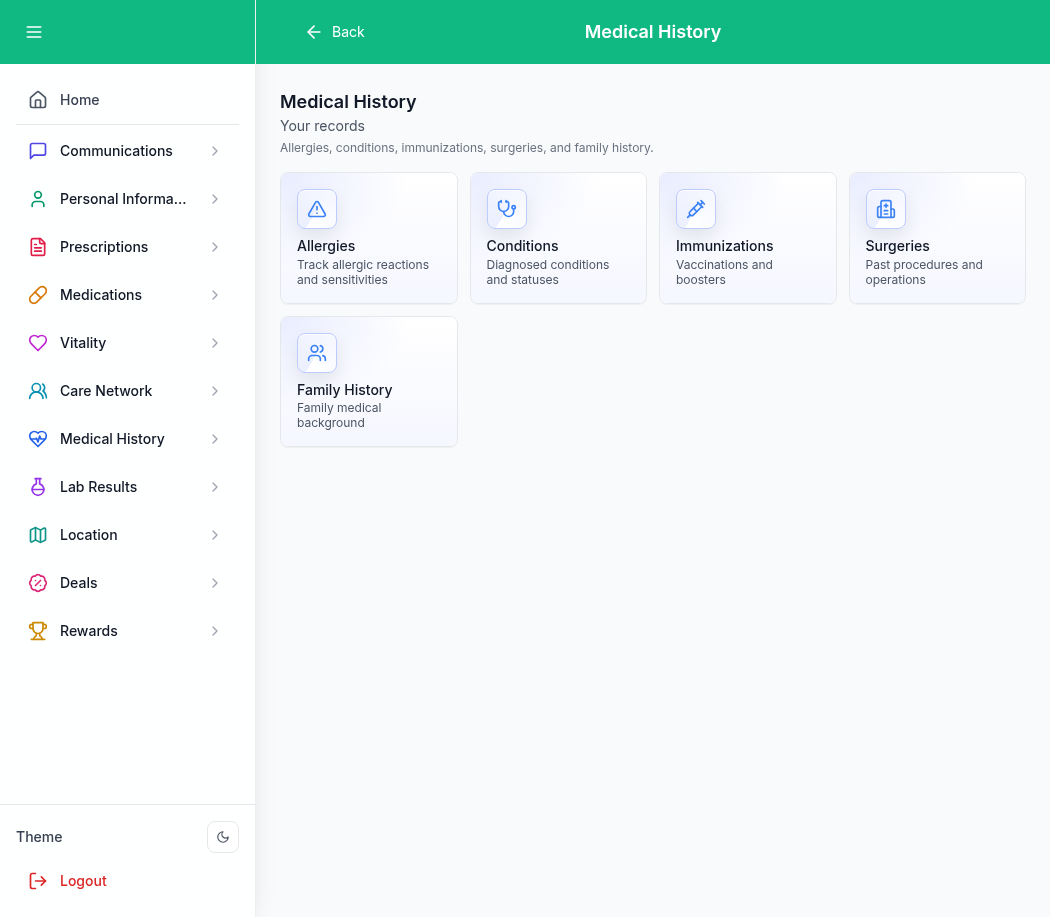 Back
Medical History
Home
Communications
Personal Informa...
Prescriptions
Medications
Vitality
Care Network
Medical History
Lab Results
Location
Deals
Rewards
Theme
Logout
Medical History
Your records
Allergies, conditions, immunizations, surgeries, and family history.
Allergies
Track allergic reactions
and sensitivities
Conditions
Diagnosed conditions
and statuses
Immunizations
Vaccinations and
boosters
Surgeries
Past procedures and
operations
Family History
Family medical
background